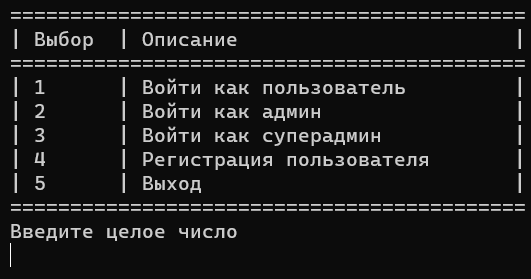 ===========================================
| Выбор  | Описание                       |
===========================================
| 1      | Войти как пользователь         |
| 2      | Войти как админ                |
| 3      | Войти как суперадмин           |
| 4      | Регистрация пользователя       |
| 5      | Выход                          |
===========================================
Введите целое число